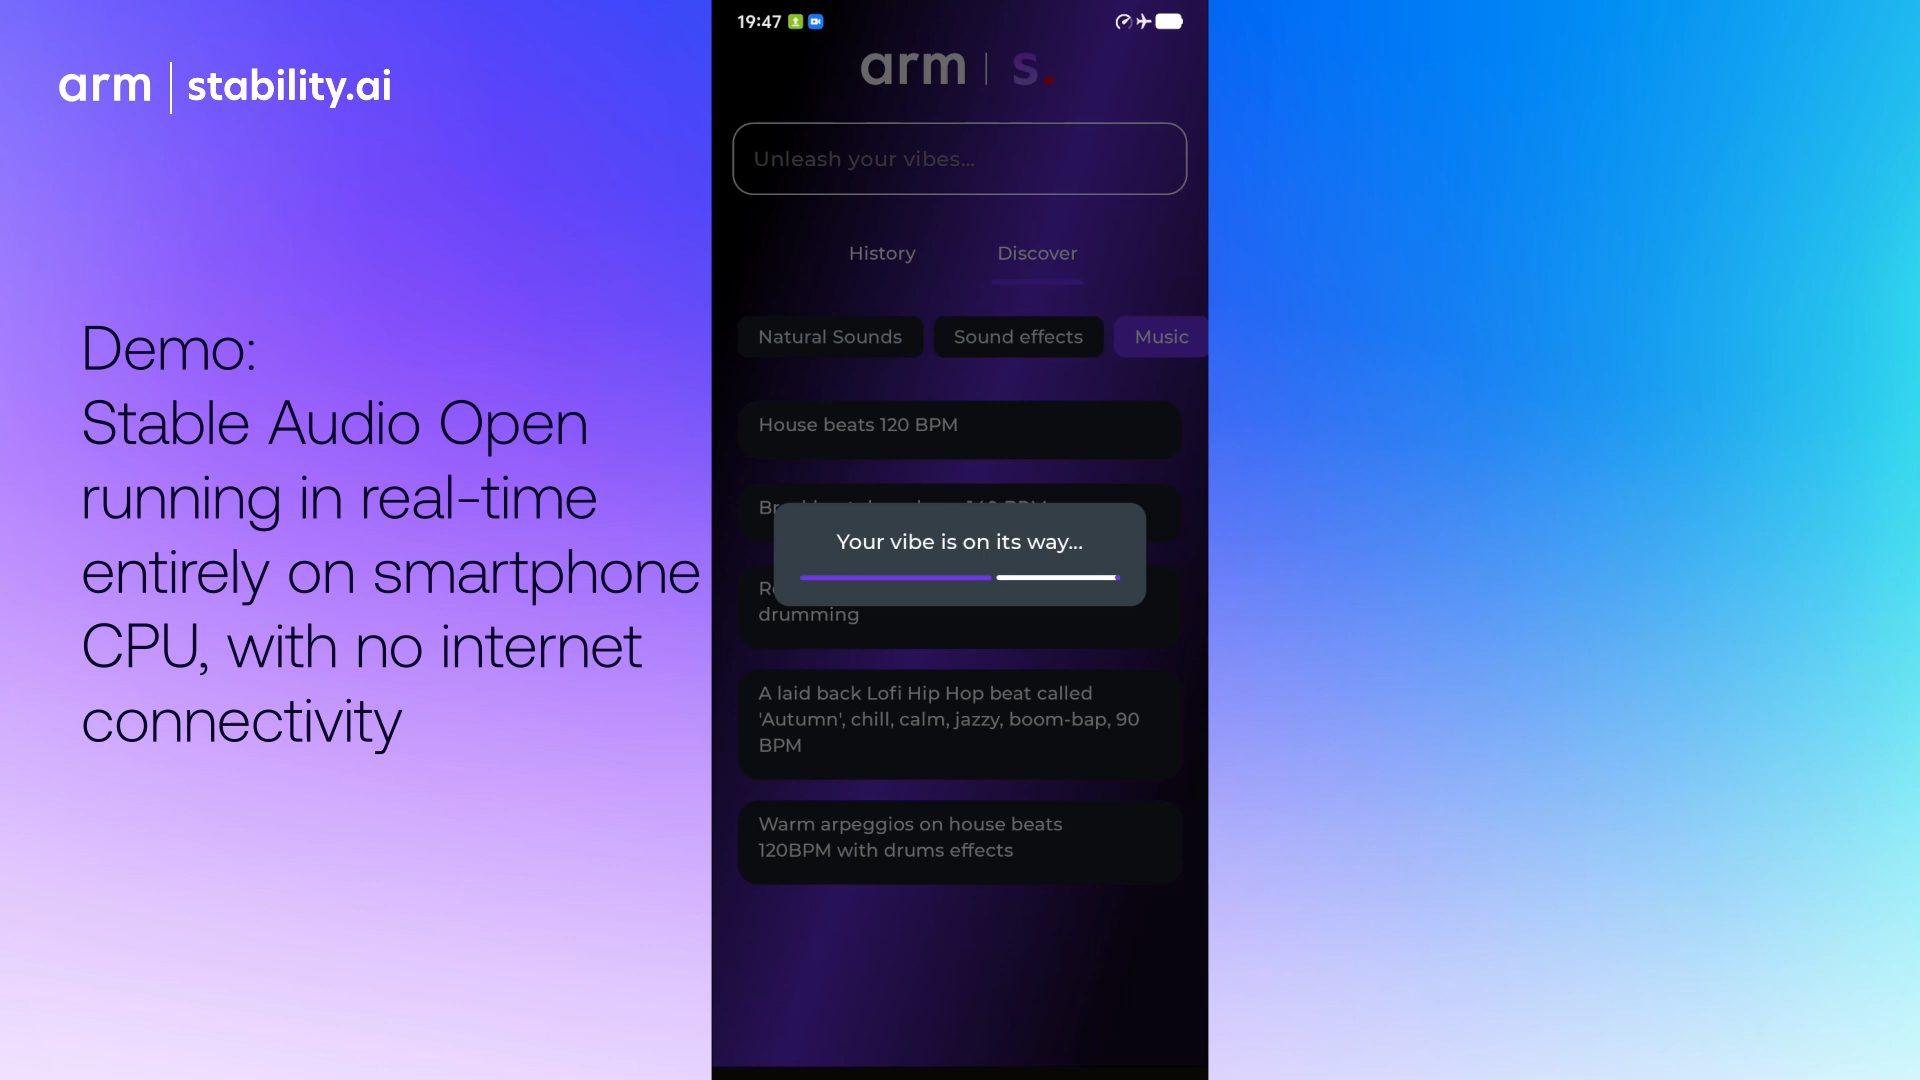 arm | stability.ai
Demo:
Stable Audio Open
running in real-time
entirely on smartphone
CPU, with no internet
connectivity
19:47
arm | s.
Unleash your vibes...
History
Discover
Natural Sounds
Sound effects
Music
House beats 120 BPM
Your vibe is on its way...
drumming
A laid back Lofi Hip Hop beat called
'Autumn', chill, calm, jazzy, boom-bap, 90
BPM
Warm arpeggios on house beats
120BPM with drums effects